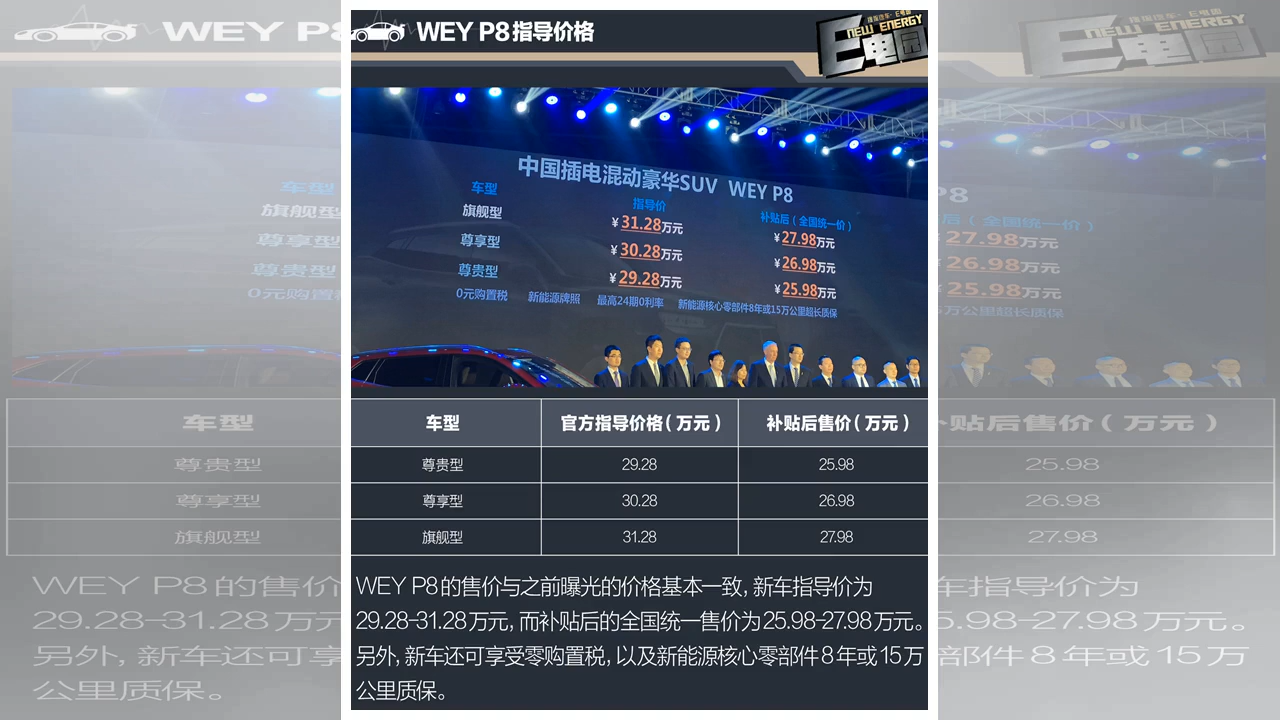 WEY P8指导价格
E电园
NEW ENERGY
中国插电混动豪华SUV WEY P8
车型 指导价 补贴后（全国统一价）
旗舰型 ¥31.28万元 ¥27.98万元
尊享型 ¥30.28万元 ¥26.98万元
尊贵型 ¥29.28万元 ¥25.98万元
0元购置税 新能源牌照 最高24期0利率 新能源核心零部件8年或15万公里超长质保
车型 官方指导价格（万元） 补贴后售价（万元）
尊贵型 29.28 25.98
尊享型 30.28 26.98
旗舰型 31.28 27.98
WEY P8的售价与之前曝光的价格基本一致，新车指导价为
29.28-31.28万元，而补贴后的全国统一售价为25.98-27.98万元。
另外，新车还可享受零购置税，以及新能源核心零部件8年或15万
公里质保。